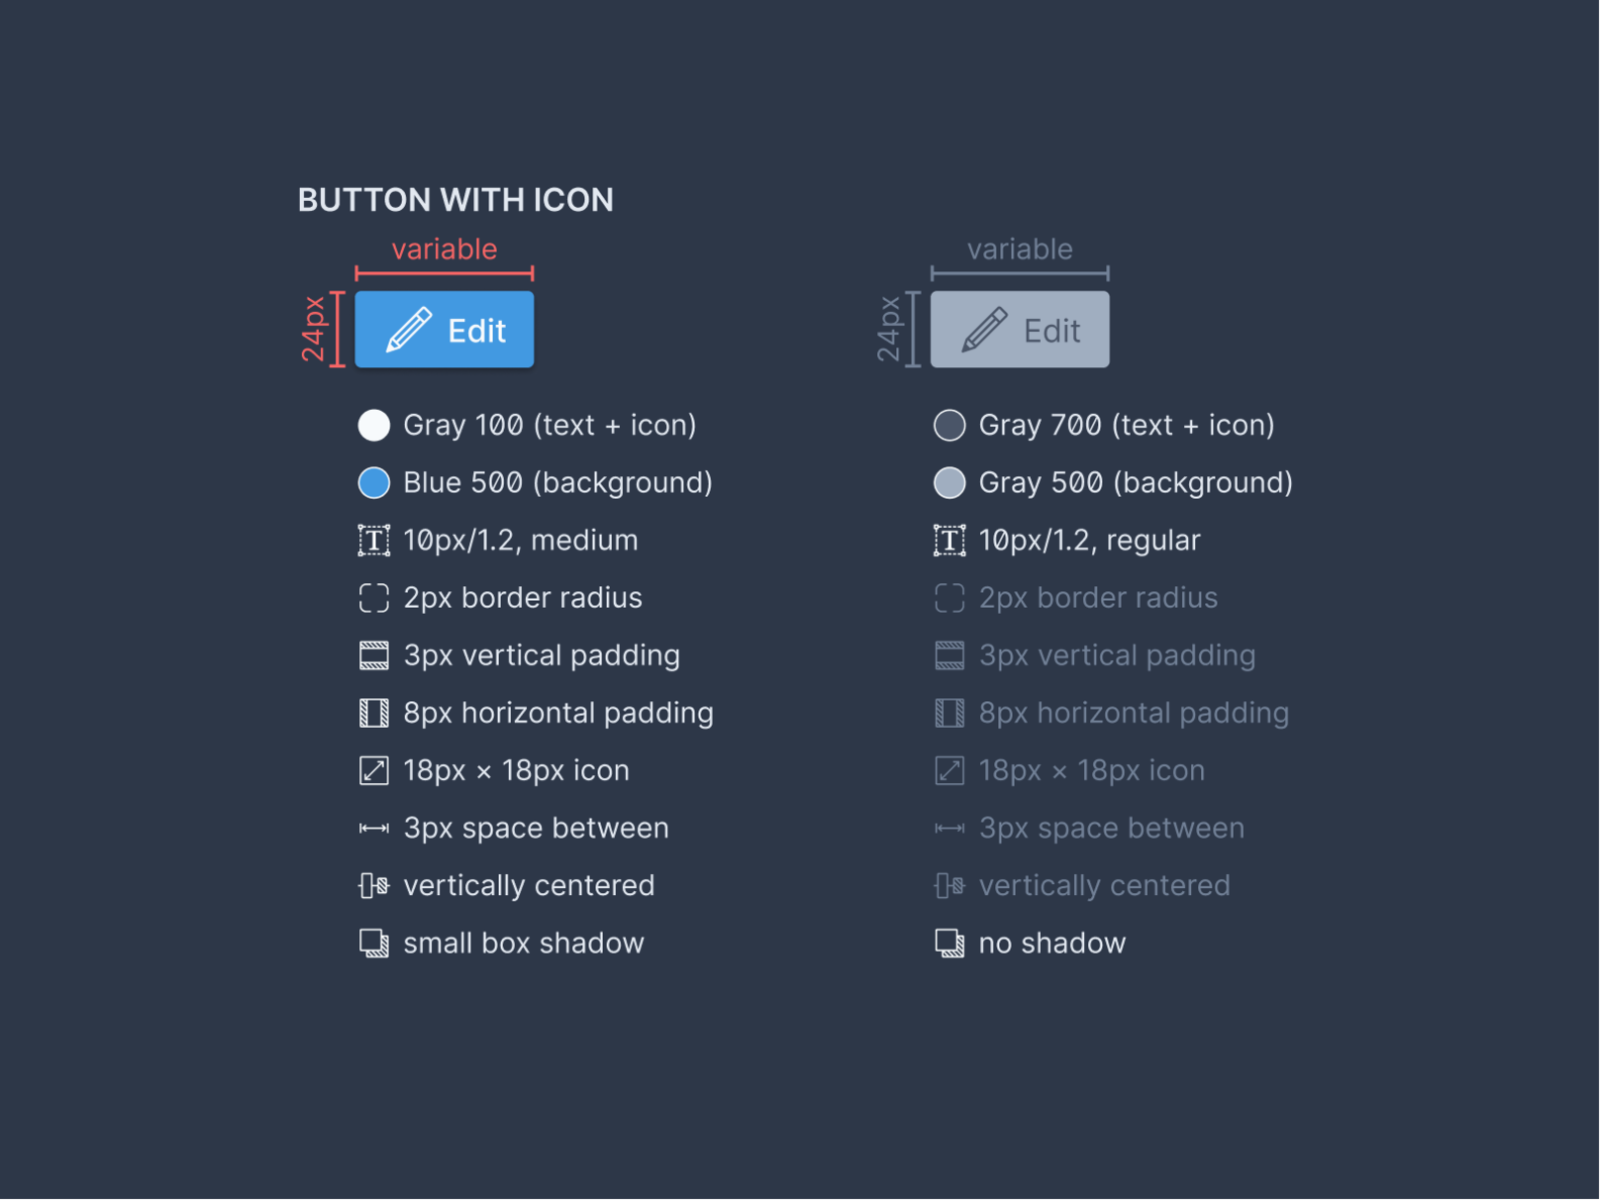 BUTTON WITH ICON
variable
24px
Edit
Gray 100 (text + icon)
Blue 500 (background)
10px/1.2, medium
2px border radius
3px vertical padding
8px horizontal padding
18px × 18px icon
3px space between
vertically centered
small box shadow
variable
24px
Edit
Gray 700 (text + icon)
Gray 500 (background)
10px/1.2, regular
2px border radius
3px vertical padding
8px horizontal padding
18px × 18px icon
3px space between
vertically centered
no shadow